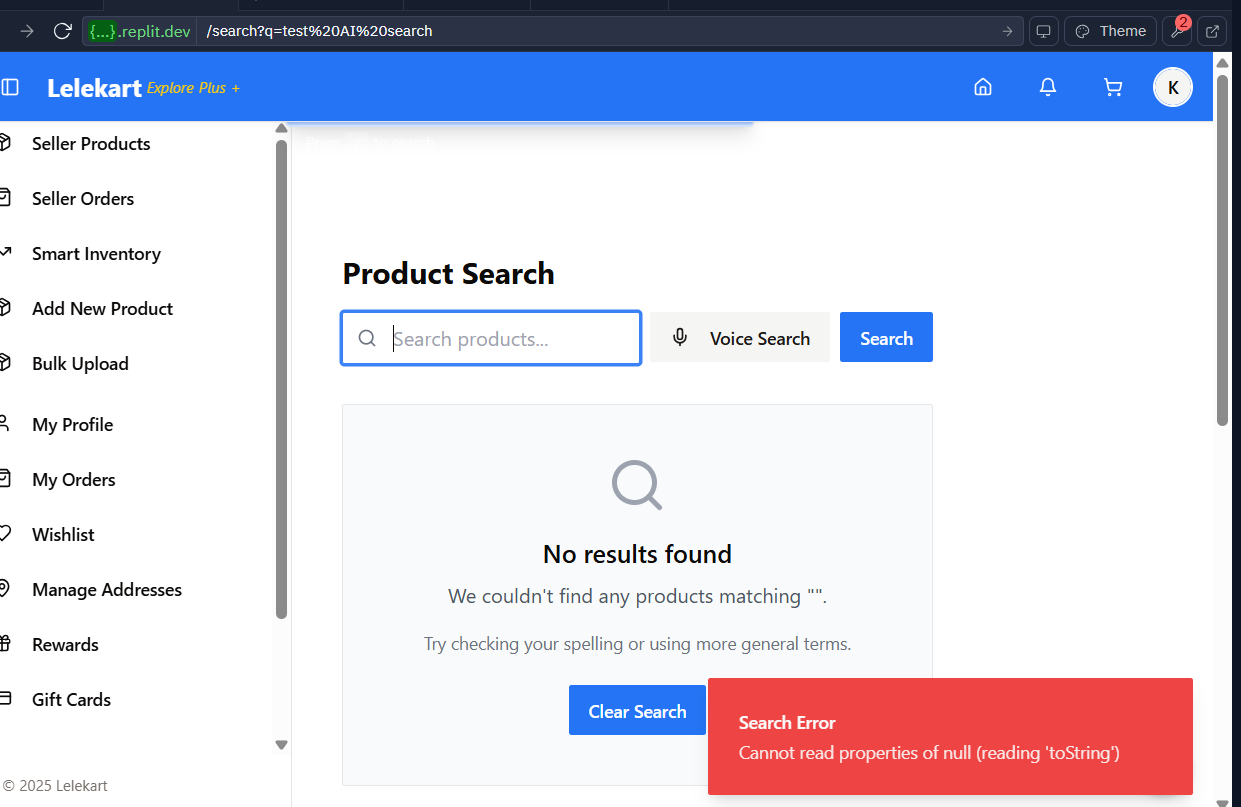 {...}.replit.dev /search?q=test%20AI%20search
Theme
2
Lelekart Explore Plus +
K
Seller Products
Seller Orders
Smart Inventory
Add New Product
Bulk Upload
My Profile
My Orders
Wishlist
Manage Addresses
Rewards
Gift Cards
© 2025 Lelekart
Product Search
Search products...
Voice Search
Search
No results found
We couldn't find any products matching "".
Try checking your spelling or using more general terms.
Clear Search
Search Error
Cannot read properties of null (reading 'toString')